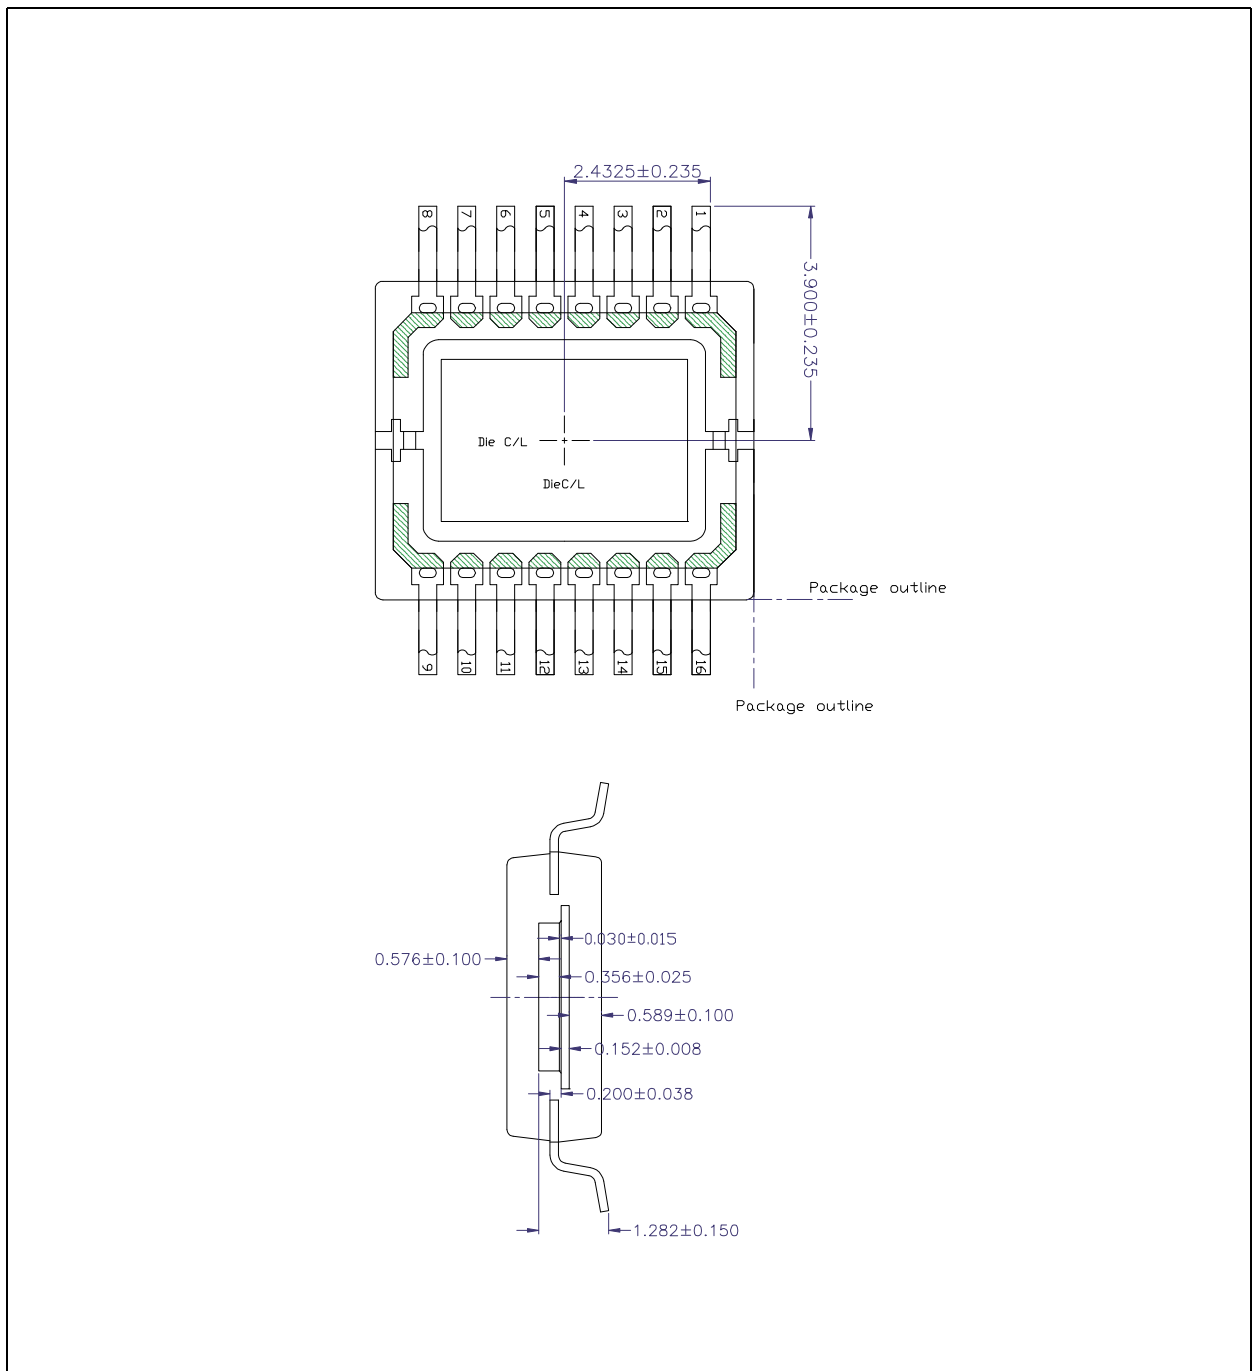 2.4325±0.235
8 7 6 5 4 3 2 1
3.900±0.235
Die C/L
DieC/L
Package outline
9 10 11 12 13 14 15 16
Package outline
0.030±0.015
0.576±0.100
0.356±0.025
0.589±0.100
0.152±0.008
0.200±0.038
1.282±0.150